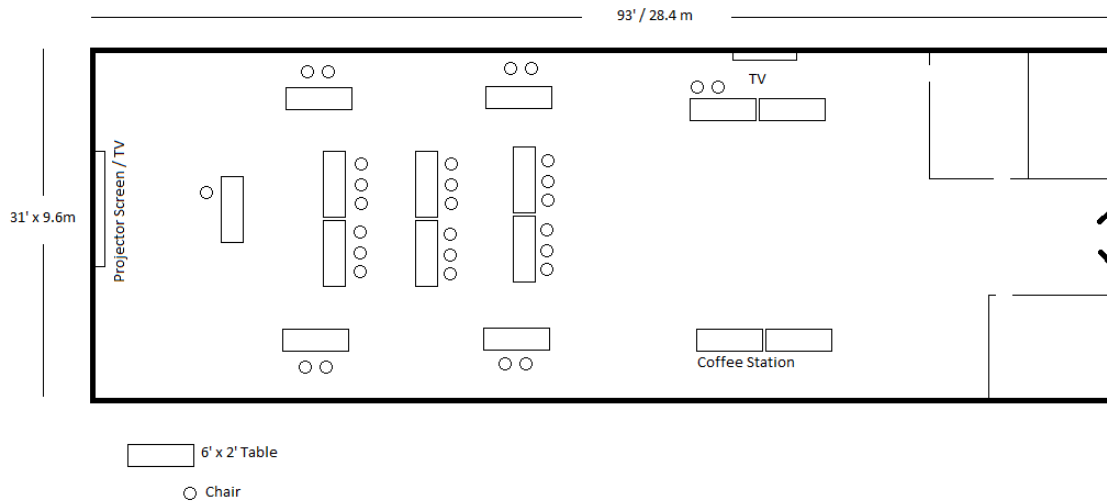 93' / 28.4 m
TV
Projector Screen / TV
31' x 9.6m
Coffee Station
6' x 2' Table
Chair